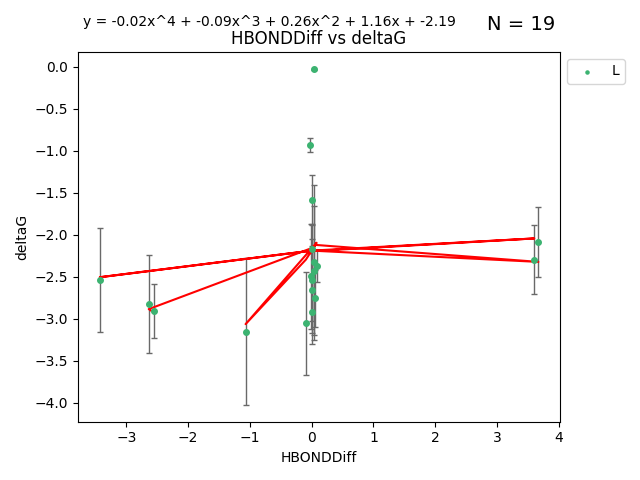 y = -0.02x^4 + -0.09x^3 + 0.26x^2 + 1.16x + -2.19
N = 19
HBONDDiff vs deltaG
L
0.0
−0.5
−1.0
−1.5
−2.0
−2.5
−3.0
−3.5
−4.0
deltaG
−3 −2 −1 0 1 2 3 4
HBONDDiff